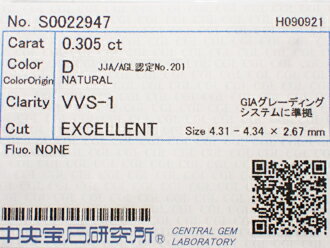 No. S0022947 H090921
Carat 0.305 ct
Color D JJA/AGL認定No.201
ColorOrigin NATURAL
Clarity VVS-1 GIAグレーディング
システムに準拠
Cut EXCELLENT Size 4.31 - 4.34 × 2.67 mm
Fluo. NONE
中央宝石研究所® CENTRAL GEM
LABORATORY